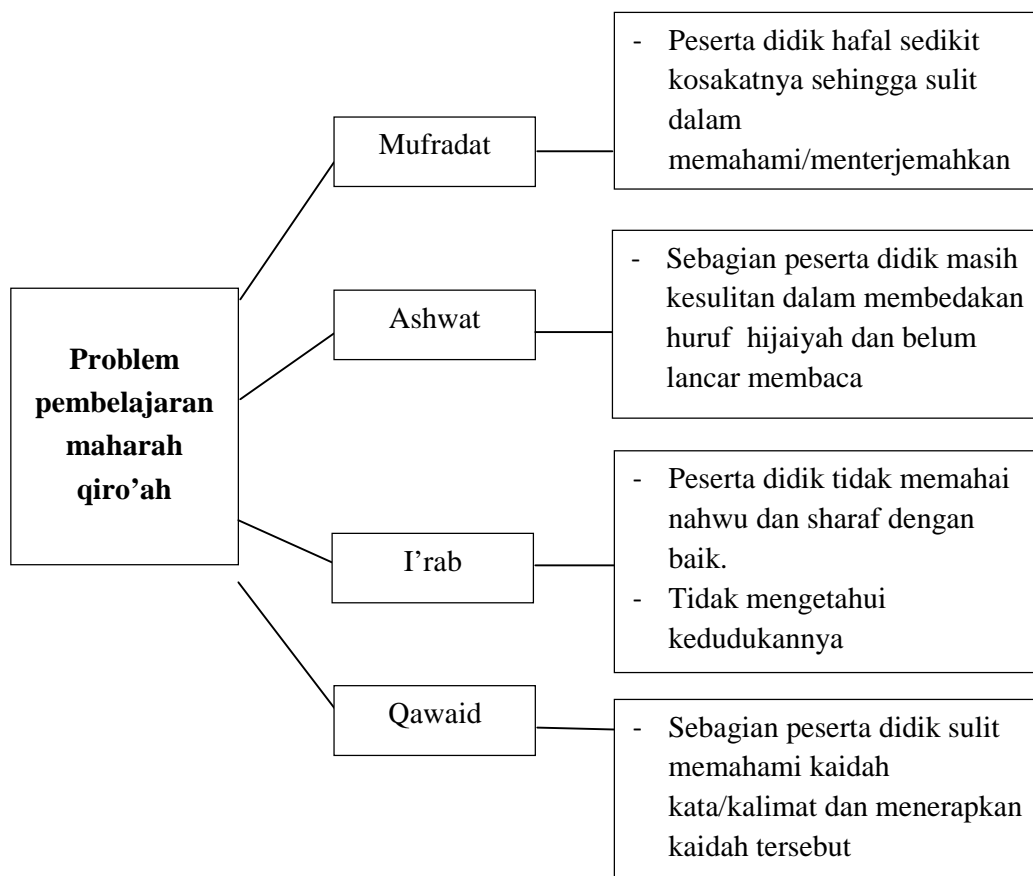 Problem
pembelajaran
maharah
qiro’ah
Mufradat
- Peserta didik hafal sedikit
kosakatnya sehingga sulit
dalam
memahami/menterjemahkan
Ashwat
- Sebagian peserta didik masih
kesulitan dalam membedakan
huruf hijaiyah dan belum
lancar membaca
I’rab
- Peserta didik tidak memahai
nahwu dan sharaf dengan
baik.
- Tidak mengetahui
kedudukannya
Qawaid
- Sebagian peserta didik sulit
memahami kaidah
kata/kalimat dan menerapkan
kaidah tersebut